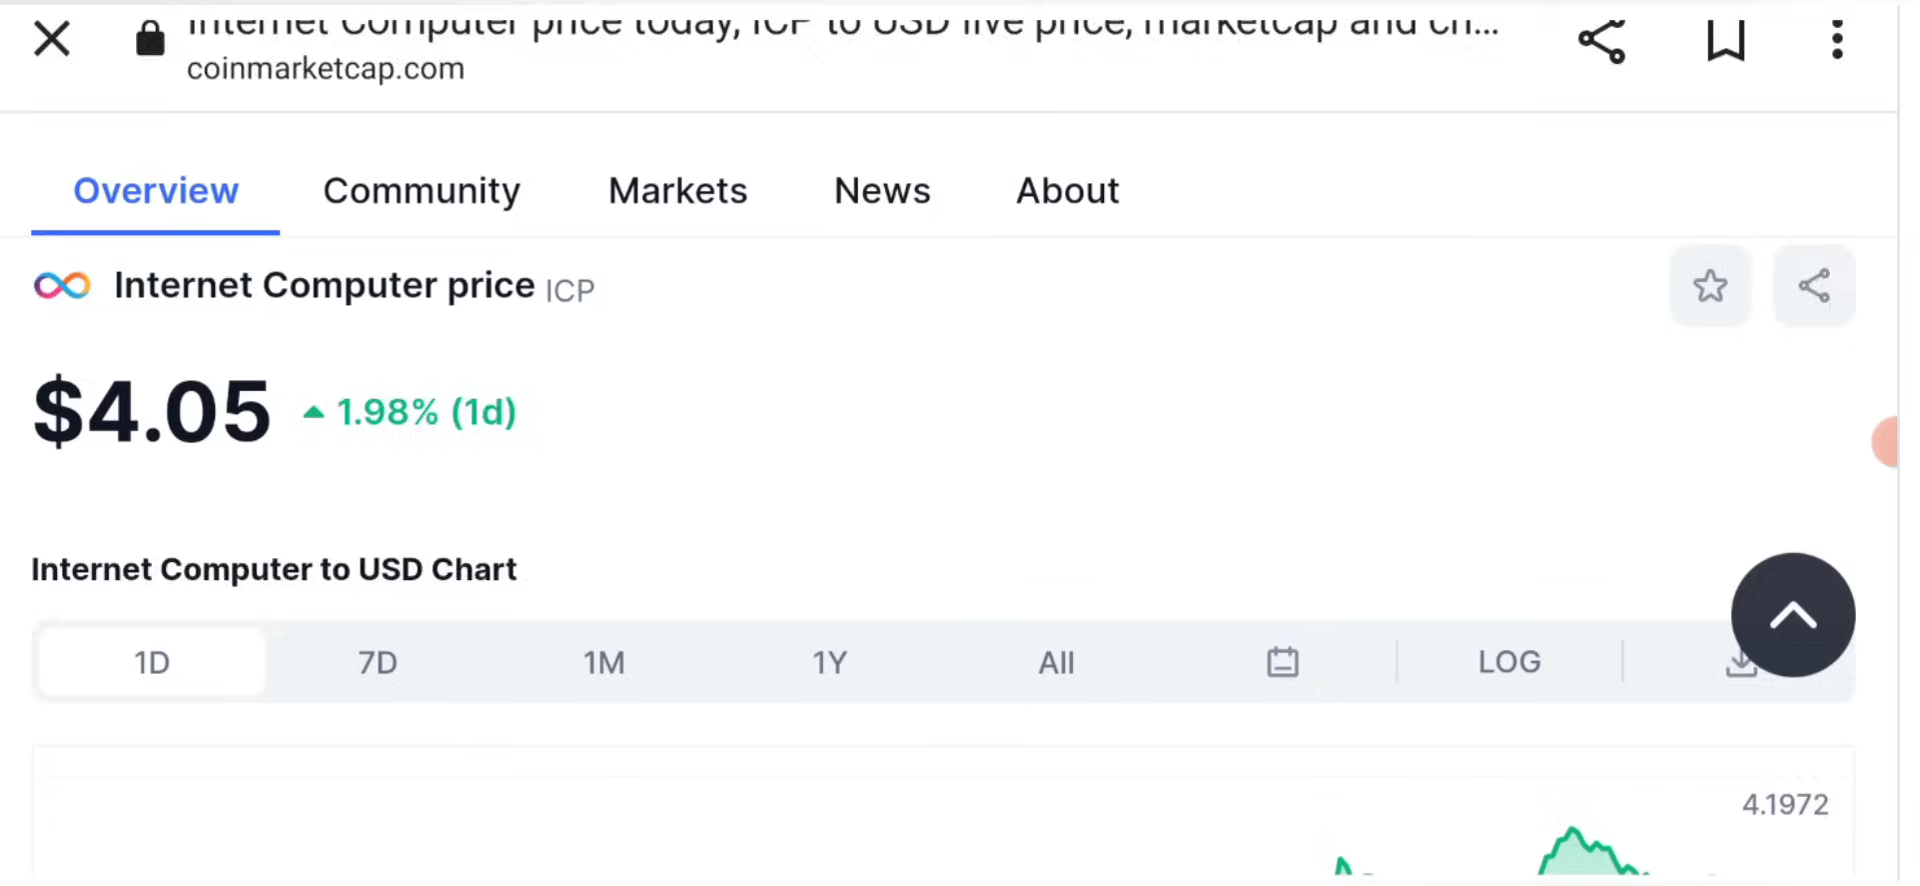 Internet Computer price today, ICP to USD live price, marketcap and ch...
coinmarketcap.com
Overview Community Markets News About
Internet Computer price ICP
$4.05 1.98% (1d)
Internet Computer to USD Chart
1D 7D 1M 1Y All LOG
4.1972